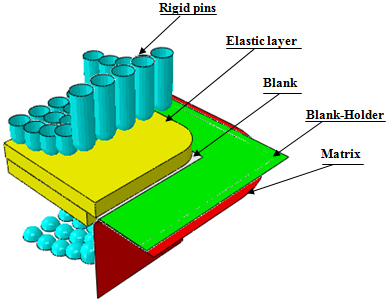 Rigid pins
Elastic layer
Blank
Blank-Holder
Matrix